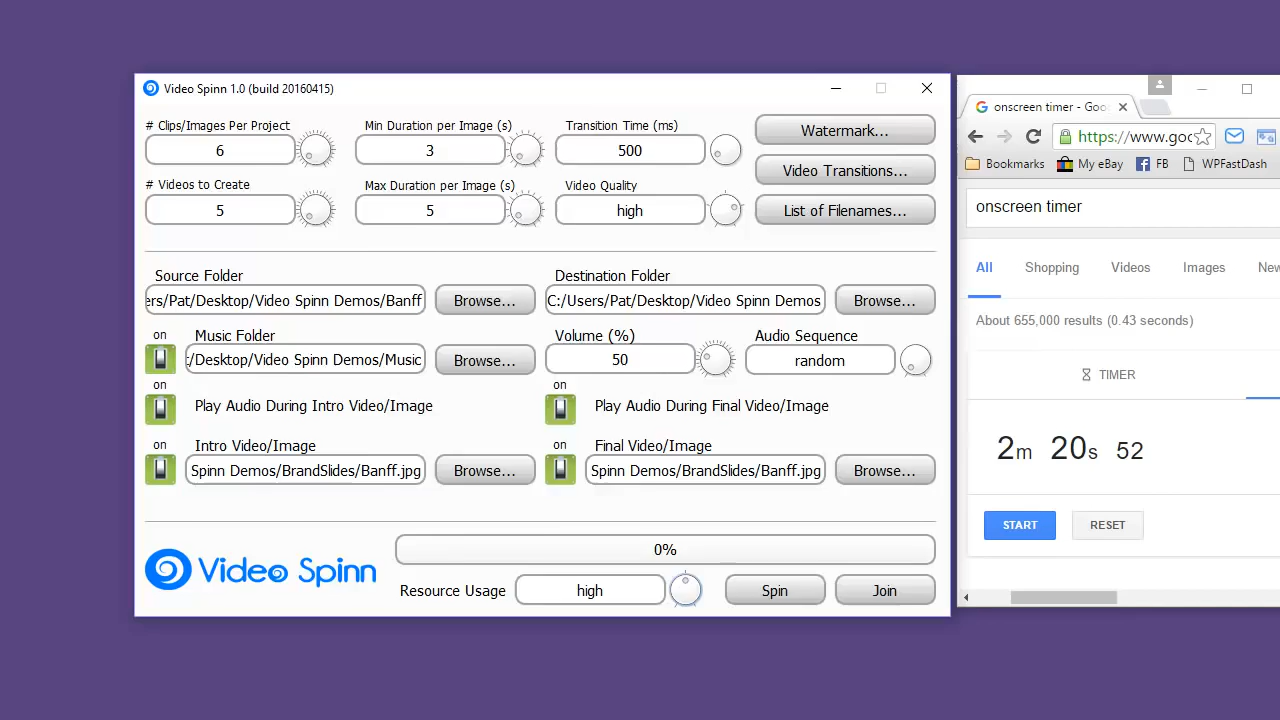 Video Spinn 1.0 (build 20160415)
# Clips/Images Per Project
Min Duration per Image (s)
Transition Time (ms)
6
3
500
Watermark...
# Videos to Create
Max Duration per Image (s)
Video Quality
5
5
high
Video Transitions...
List of Filenames...
Source Folder
Destination Folder
ers/Pat/Desktop/Video Spinn Demos/Banff
Browse...
C:/Users/Pat/Desktop/Video Spinn Demos
Browse...
on
Music Folder
Volume (%)
Audio Sequence
:/Desktop/Video Spinn Demos/Music
Browse...
50
random
on
Play Audio During Intro Video/Image
on
Play Audio During Final Video/Image
on
Intro Video/Image
on
Final Video/Image
Spinn Demos/BrandSlides/Banff.jpg
Browse...
Spinn Demos/BrandSlides/Banff.jpg
Browse...
0%
Video Spinn
Resource Usage
high
Spin
Join
onscreen timer - Goo
https://www.goo
Bookmarks
My eBay
FB
WPFastDash
onscreen timer
All
Shopping
Videos
Images
New
About 655,000 results (0.43 seconds)
TIMER
2m 20s 52
START
RESET